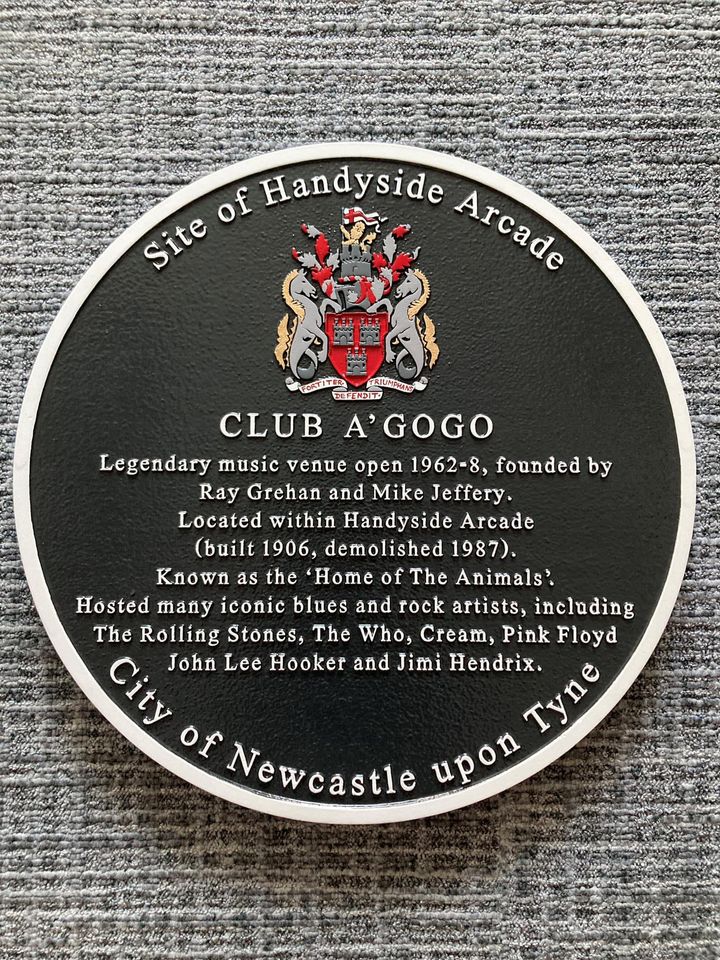 Site of Handyside Arcade
FORTITER TRIUMPHANS
DEFENDIT
CLUB A'GOGO
Legendary music venue open 1962-8, founded by
Ray Grehan and Mike Jeffery.
Located within Handyside Arcade
(built 1906, demolished 1987).
Known as the 'Home of The Animals'.
Hosted many iconic blues and rock artists, including
The Rolling Stones, The Who, Cream, Pink Floyd
John Lee Hooker and Jimi Hendrix.
City of Newcastle upon Tyne